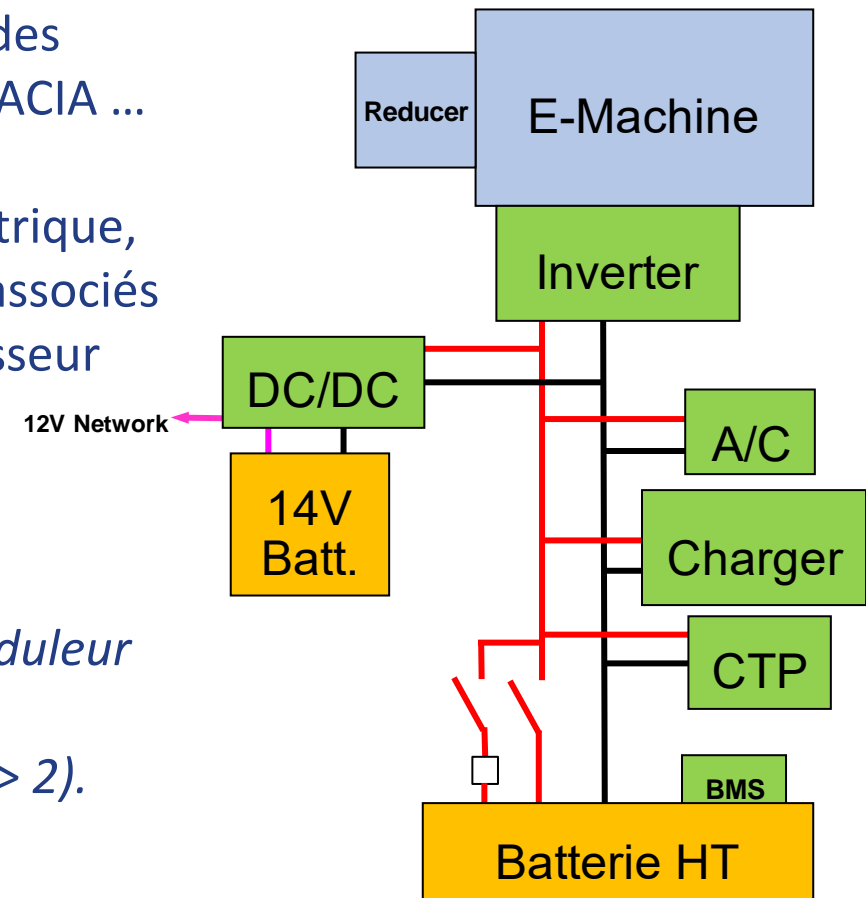 des
ACIA ...
trique,
associés
sseur
duleur
> 2).
Reducer
E-Machine
Inverter
DC/DC
12V Network
14V
Batt.
A/C
Charger
CTP
BMS
Batterie HT